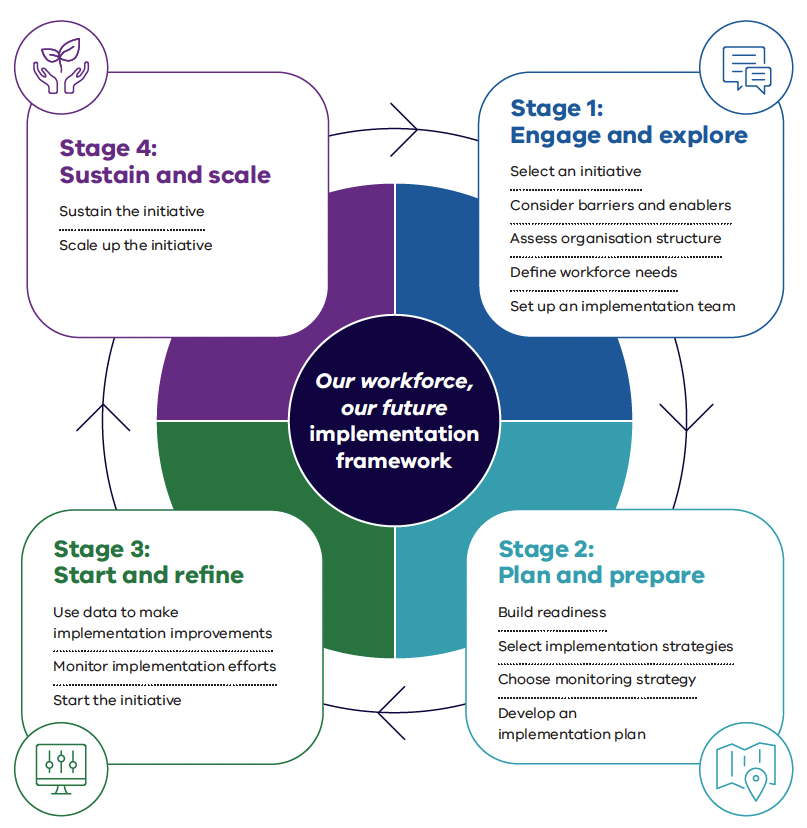 Stage 4:
Sustain and scale
Sustain the initiative
Scale up the initiative
Stage 1:
Engage and explore
Select an initiative
Consider barriers and enablers
Assess organisation structure
Define workforce needs
Set up an implementation team
Our workforce,
our future
implementation
framework
Stage 3:
Start and refine
Use data to make
implementation improvements
Monitor implementation efforts
Start the initiative
Stage 2:
Plan and prepare
Build readiness
Select implementation strategies
Choose monitoring strategy
Develop an
implementation plan